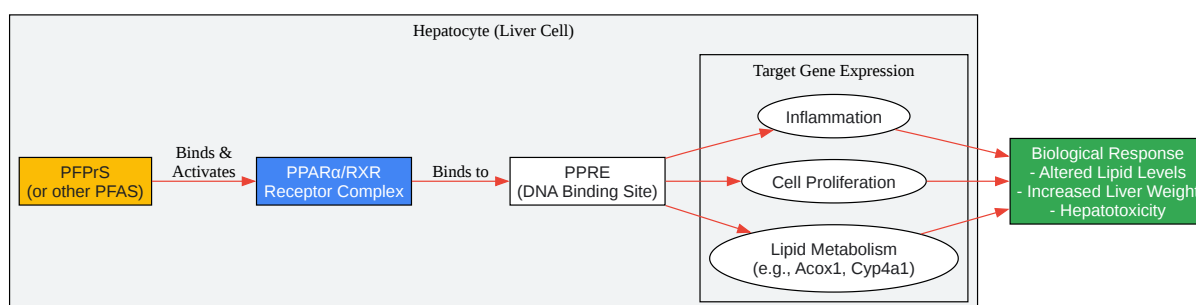 Hepatocyte (Liver Cell)
Target Gene Expression
PFPrS
(or other PFAS)
Binds &
Activates
PPARα/RXR
Receptor Complex
Binds to
PPRE
(DNA Binding Site)
Inflammation
Cell Proliferation
Lipid Metabolism
(e.g., Acox1, Cyp4a1)
Biological Response
- Altered Lipid Levels
- Increased Liver Weight
- Hepatotoxicity